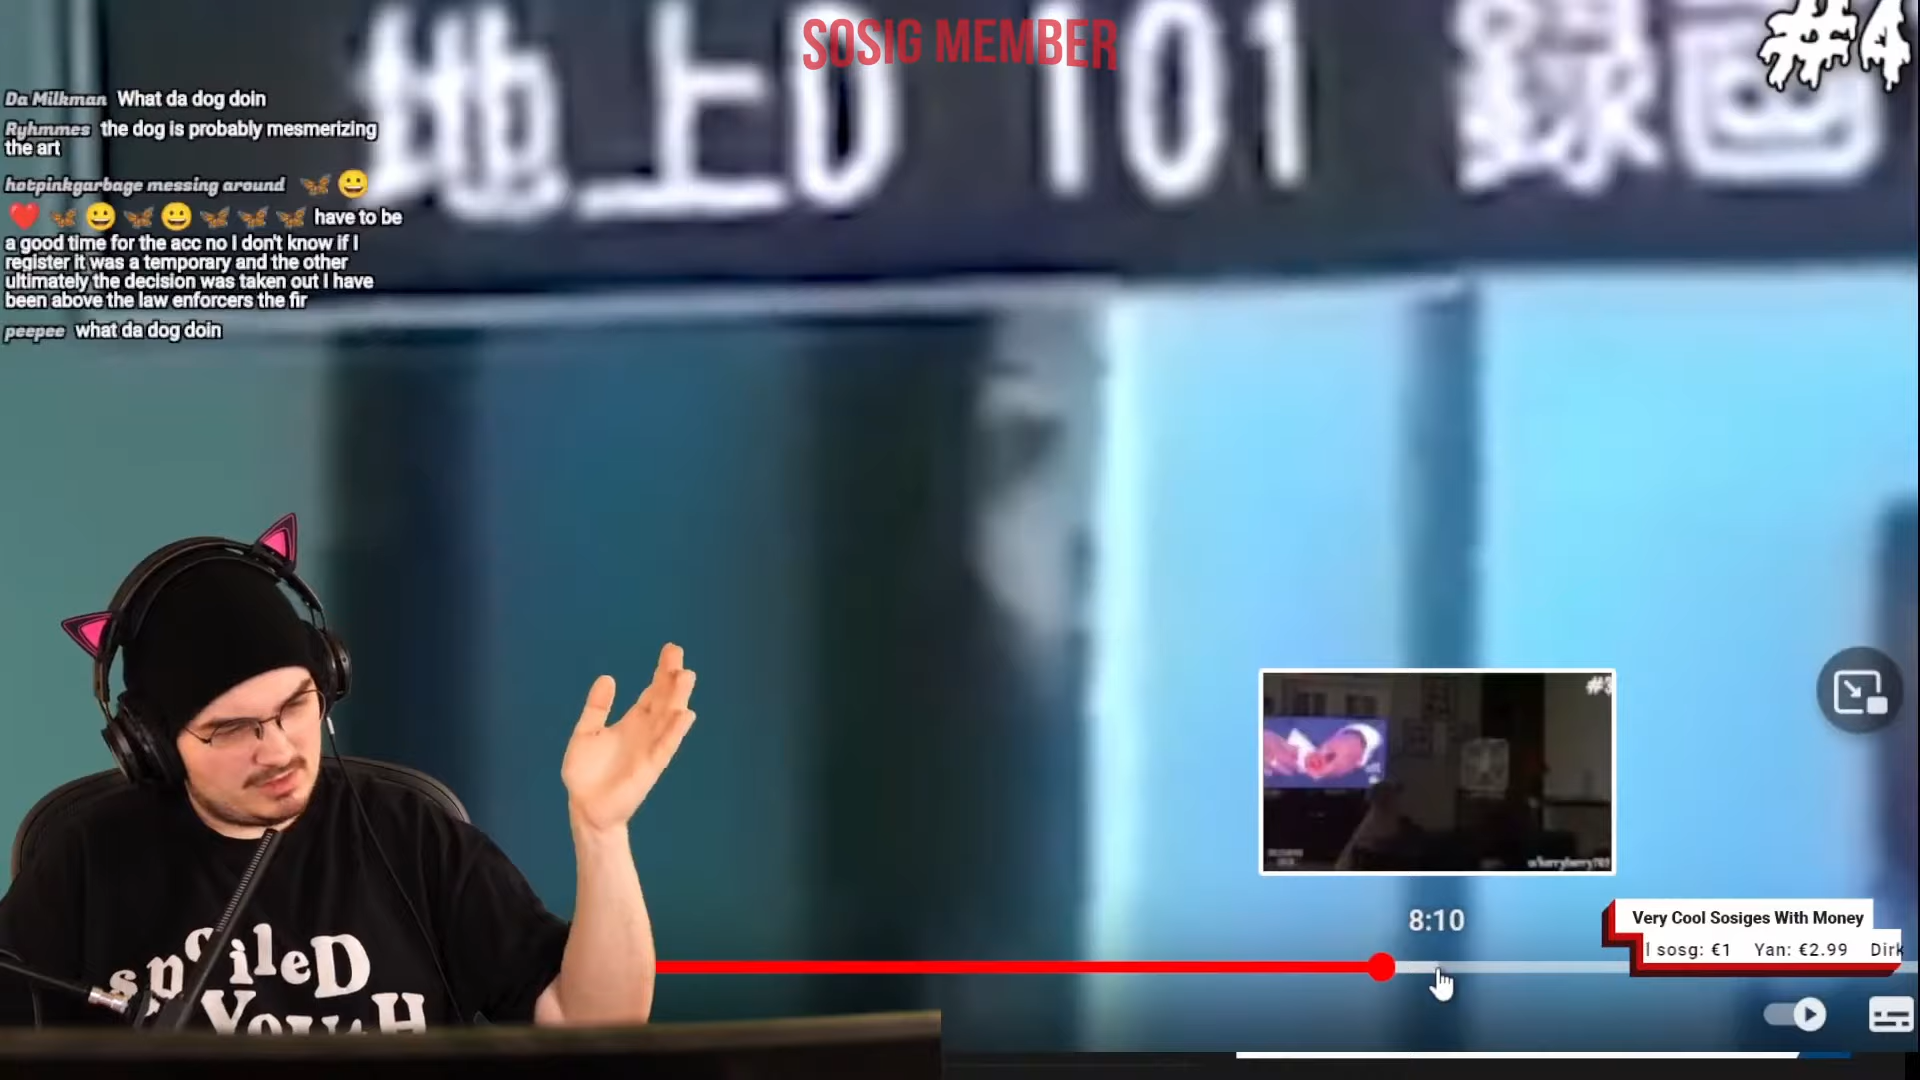 SOSIG MEMBER
#4
地上D 101 録画
Da Milkman What da dog doin
Ryhmmes the dog is probably mesmerizing
the art
hotpinkgarbage messing around 🦋 😀
❤️ 🦋 😀 🦋 😀 🦋 🦋 🦋 have to be
a good time for the acc no I don't know if I
register it was a temporary and the other
ultimately the decision was taken out I have
been above the law enforcers the fir
peepee what da dog doin
#3
8:10
Very Cool Sosiges With Money
l sosg: €1 Yan: €2.99 Dirk
spoileD
YoutH